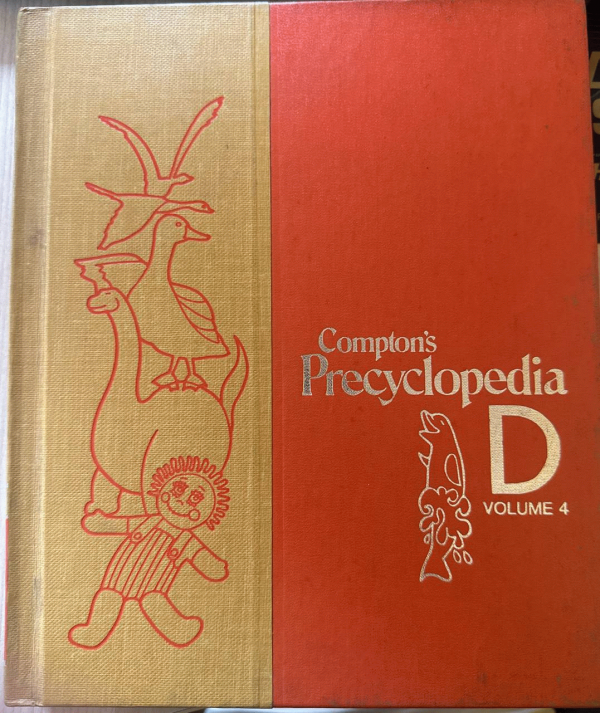 Compton's
Precyclopedia
D
VOLUME 4